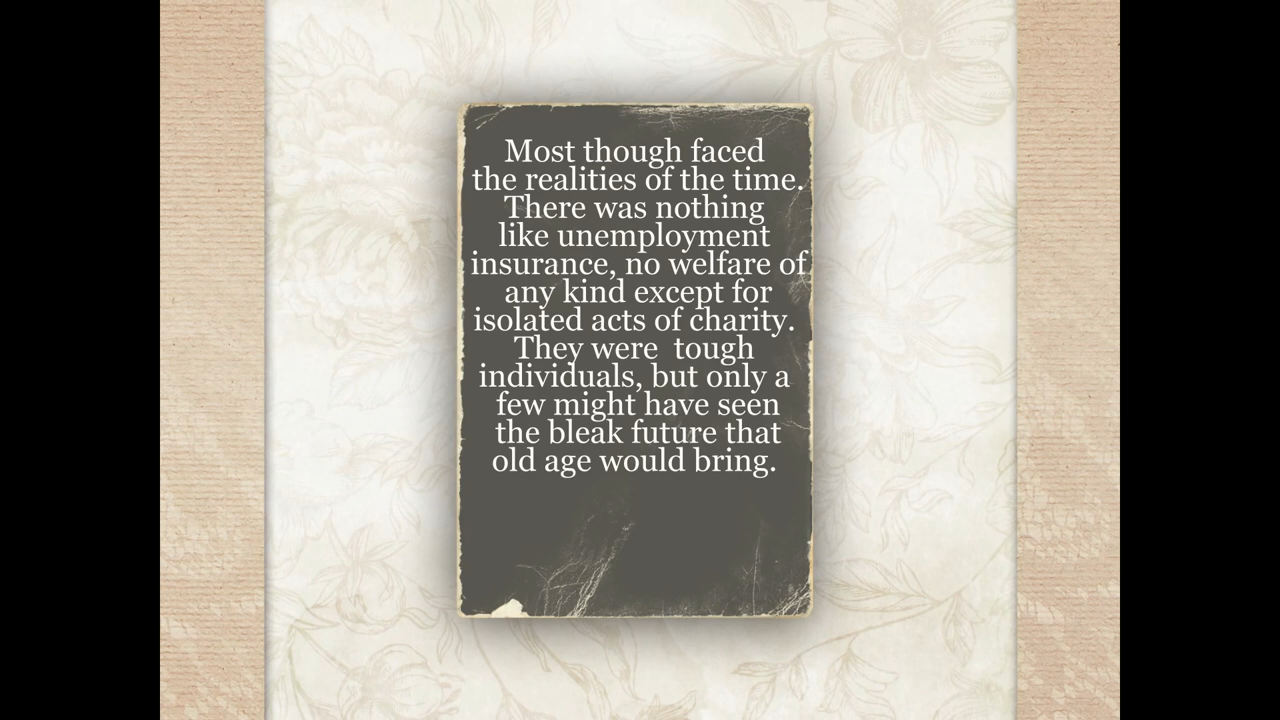 Most though faced
the realities of the time.
There was nothing
like unemployment
insurance, no welfare of
any kind except for
isolated acts of charity.
They were  tough
individuals, but only a
few might have seen
the bleak future that
old age would bring.